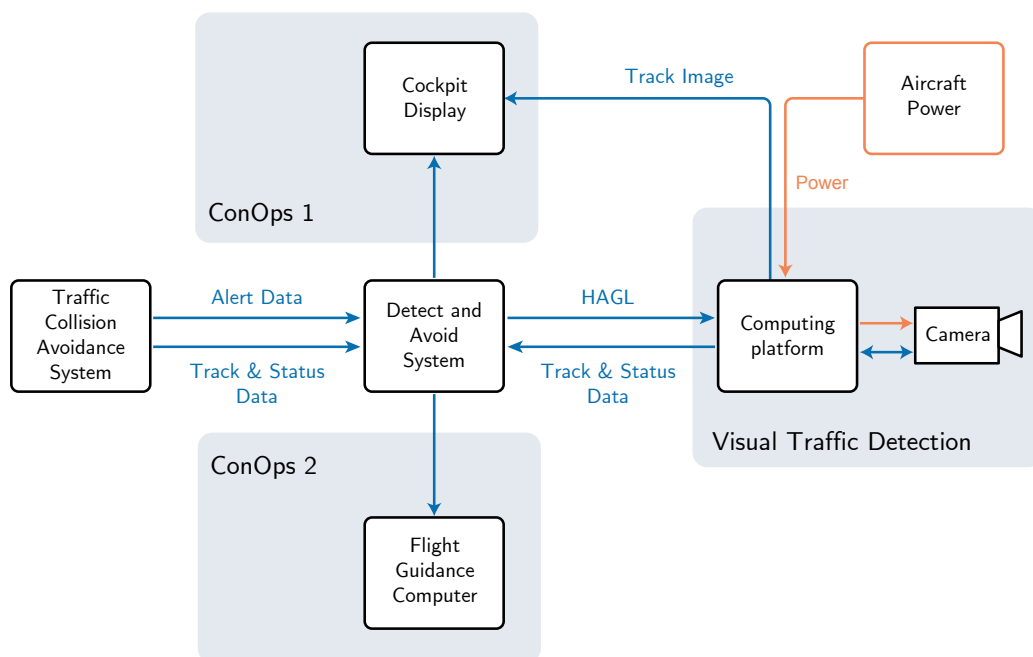 Cockpit
Display
Track Image
Aircraft
Power
Power
ConOps 1
Traffic
Collision
Avoidance
System
Alert Data
Track & Status
Data
Detect and
Avoid
System
HAGL
Track & Status
Data
Computing
platform
Camera
Visual Traffic Detection
ConOps 2
Flight
Guidance
Computer